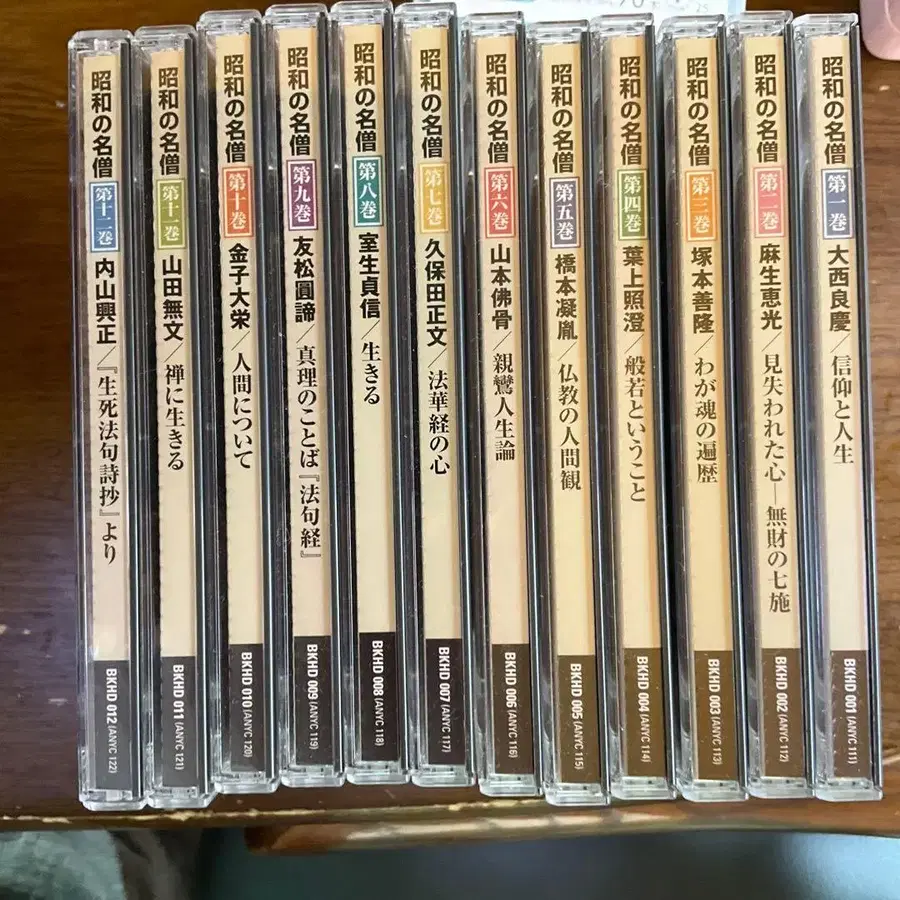 昭和の名僧 第一巻 大西良慶／信仰と人生 BKHD 001 (ANYC 111)
昭和の名僧 第二巻 麻生恵光／見失われた心―無財の七施 BKHD 002 (ANYC 112)
昭和の名僧 第三巻 塚本善隆／わが魂の遍歴 BKHD 003 (ANYC 113)
昭和の名僧 第四巻 葉上照澄／般若ということ BKHD 004 (ANYC 114)
昭和の名僧 第五巻 橋本凝胤／仏教の人間観 BKHD 005 (ANYC 115)
昭和の名僧 第六巻 山本佛骨／親鸞人生論 BKHD 006 (ANYC 116)
昭和の名僧 第七巻 久保田正文／法華経の心 BKHD 007 (ANYC 117)
昭和の名僧 第八巻 室生貞信／生きる BKHD 008 (ANYC 118)
昭和の名僧 第九巻 友松圓諦／真理のことば『法句経』 BKHD 009 (ANYC 119)
昭和の名僧 第十巻 金子大栄／人間について BKHD 010 (ANYC 120)
昭和の名僧 第十一巻 山田無文／禅に生きる BKHD 011 (ANYC 121)
昭和の名僧 第十二巻 内山興正／『生死法句詩抄』より BKHD 012 (ANYC 122)